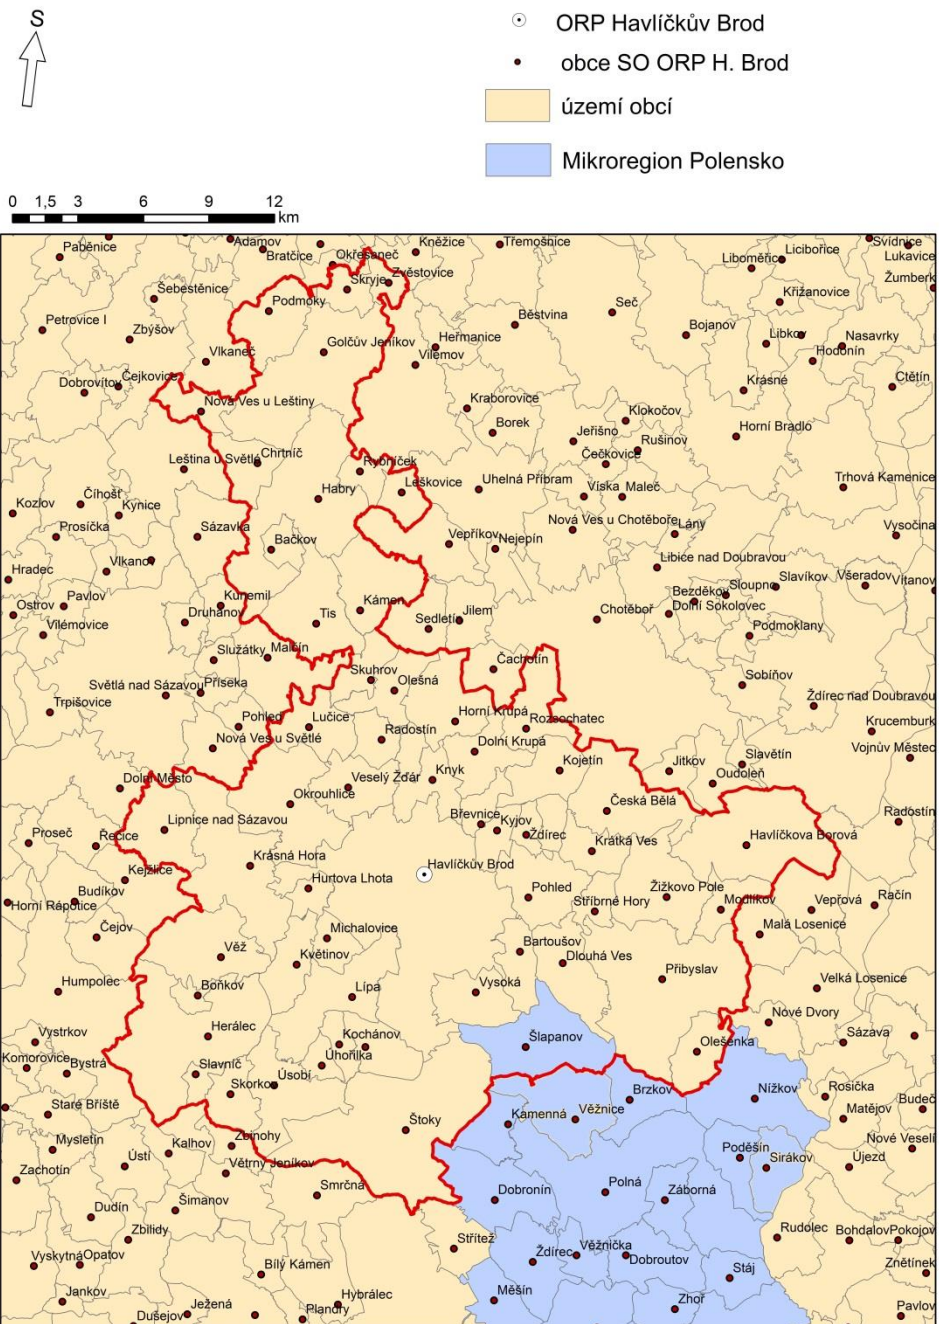 S
ORP Havlíčkův Brod
obce SO ORP H. Brod
území obcí
Mikroregion Polensko
0 1,5 3 6 9 12
km
Paběnice
Adamov
Bratčice
Okřesaneč
Kněžice
Třemošnice
Svídnice
Lukavice
Liboměřice
Licibořice
Žumberk
Šebestěnice
Skryje
Zvěstovice
Podmoky
Křižanovice
Petrovice I
Zbýšov
Golčův Jeníkov
Heřmanice
Běstvina
Seč
Bojanov
Libkov
Nasavrky
Hodonín
Vlkaneč
Vilémov
Dobrovítov
Čejkovice
Krásné
Ctětín
Nová Ves u Leštiny
Kraborovice
Borek
Klokočov
Jeřišno
Rušinov
Horní Bradlo
Leština u Světlé
Chrtníč
Rybníček
Čečkovice
Leškovice
Uhelná Příbram
Víska
Maleč
Trhová Kamenice
Habry
Číhošť
Kozlov
Kynice
Prosíčka
Sázavka
Nová Ves u Chotěboře
Lány
Vysočina
Bačkov
Vepříkov
Nejepín
Libice nad Doubravou
Vlkanov
Hradec
Slavíkov
Všeradov
Vítanov
Sloupno
Bezděkov
Dolní Sokolovec
Ostrov
Pavlov
Kunemil
Druhanov
Tis
Kámen
Vilémovice
Sedletín
Jilem
Chotěboř
Podmoklany
Služátky
Malčín
Čachotín
Sobíňov
Světlá nad Sázavou
Příseka
Skuhrov
Olešná
Trpišovice
Ždírec nad Doubravou
Pohled
Lučice
Horní Krupá
Rozsochatec
Krucemburk
Nová Ves u Světlé
Radostín
Dolní Krupá
Vojnův Městec
Kojetín
Jitkov
Slavětín
Oudoleň
Dolní Město
Veselý Žďár
Knyk
Okrouhlice
Česká Bělá
Radostín
Břevnice
Kyjov
Ždírec
Lipnice nad Sázavou
Proseč
Řečice
Krátká Ves
Havlíčkova Borová
Krásná Hora
Havlíčkův Brod
Kejžlice
Hurtova Lhota
Pohled
Žižkovo Pole
Budíkov
Horní Rápotice
Stříbrné Hory
Modlíkov
Vepřová
Račín
Čejov
Michalovice
Malá Losenice
Věž
Květinov
Bartoušov
Dlouhá Ves
Přibyslav
Humpolec
Boňkov
Lípa
Vysoká
Velká Losenice
Vystrkov
Herálec
Kochánov
Šlapanov
Nové Dvory
Sázava
Komorovice
Bystrá
Úhořilka
Olešenka
Slavníč
Skorkov
Úsobí
Brzkov
Nížkov
Rosička
Staré Bříště
Štoky
Kamenná
Věžnice
Matějov
Budeč
Mysletín
Kalhov
Zbinohy
Nové Veselí
Zachotín
Ústí
Větrný Jeníkov
Poděšín
Sirákov
Újezd
Smrčná
Dobronín
Polná
Záborná
Dudín
Šimanov
Zbilidy
Rudolec
Bohdalov
Pokojov
Vyskytná
Opatov
Střítež
Ždírec
Věžnička
Dobroutov
Bílý Kámen
Stáj
Znětínek
Jankov
Měšín
Hybrálec
Zhoř
Dušejov
Ježená
Plandry
Pavlov